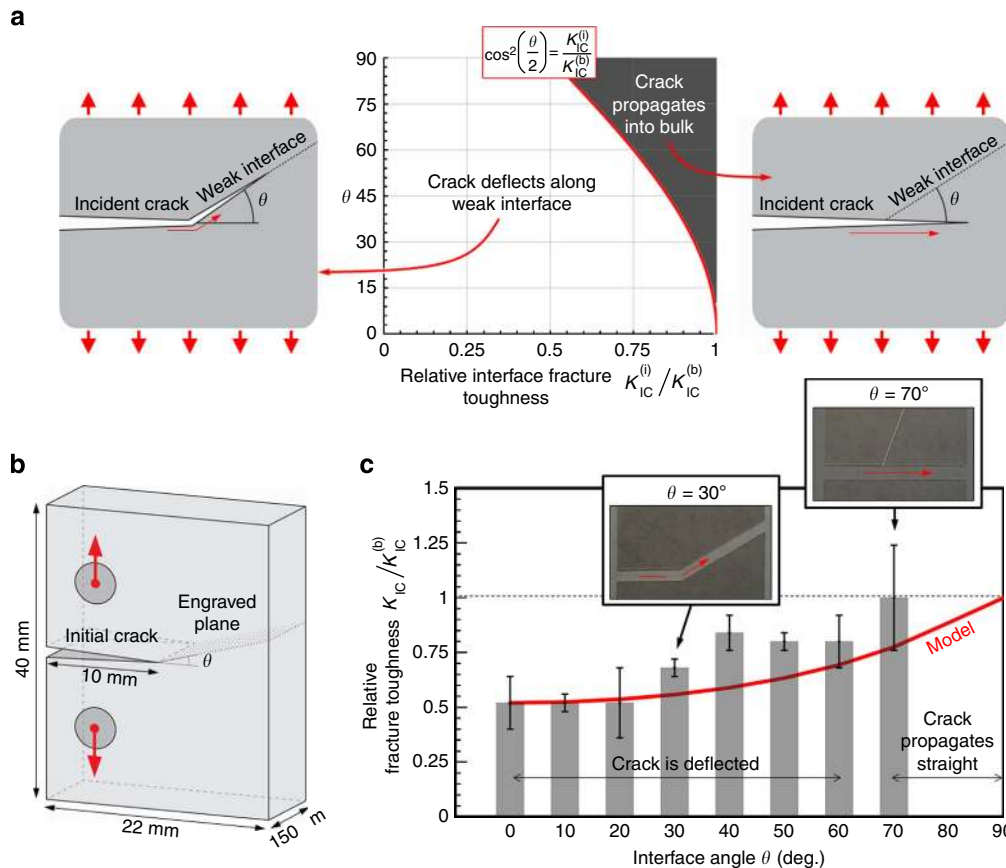 a
cos²(θ/2) = K_IC^(i)/K_IC^(b)
90
75
60
45
30
15
0
θ
Crack
propagates
into bulk
Crack deflects along
weak interface
Incident crack
Weak interface
θ
Incident crack
Weak interface
θ
0
0.25
0.5
0.75
1
Relative interface fracture
toughness
K_IC^(i)/K_IC^(b)
b
40 mm
Initial crack
10 mm
Engraved
plane
θ
22 mm
150 m
c
θ = 70°
θ = 30°
Relative
fracture toughness K_IC/K_IC^(b)
1.5
1.25
1
0.75
0.5
0.25
0
Model
Crack is deflected
Crack
propagates
straight
0 10 20 30 40 50 60 70 80 90
Interface angle θ (deg.)